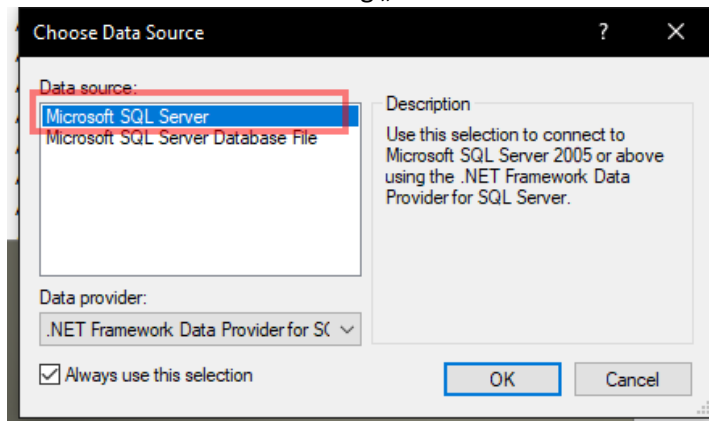 Choose Data Source
? ×
Data source:
Microsoft SQL Server
Microsoft SQL Server Database File
Description
Use this selection to connect to
Microsoft SQL Server 2005 or above
using the .NET Framework Data
Provider for SQL Server.
Data provider:
.NET Framework Data Provider for S(
Always use this selection
OK
Cancel